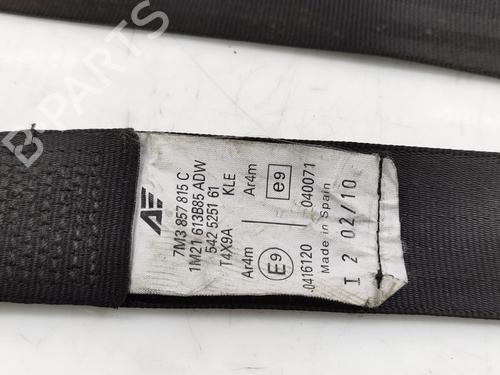 B-PARTS
AF
7M3 857 815 C
1M21 613B85 ADW
542 5251 61
T4X9A KLE
Ar4m Ar4m
E9 e9
.0416120 040071
Made in Spain
I 2 02/10